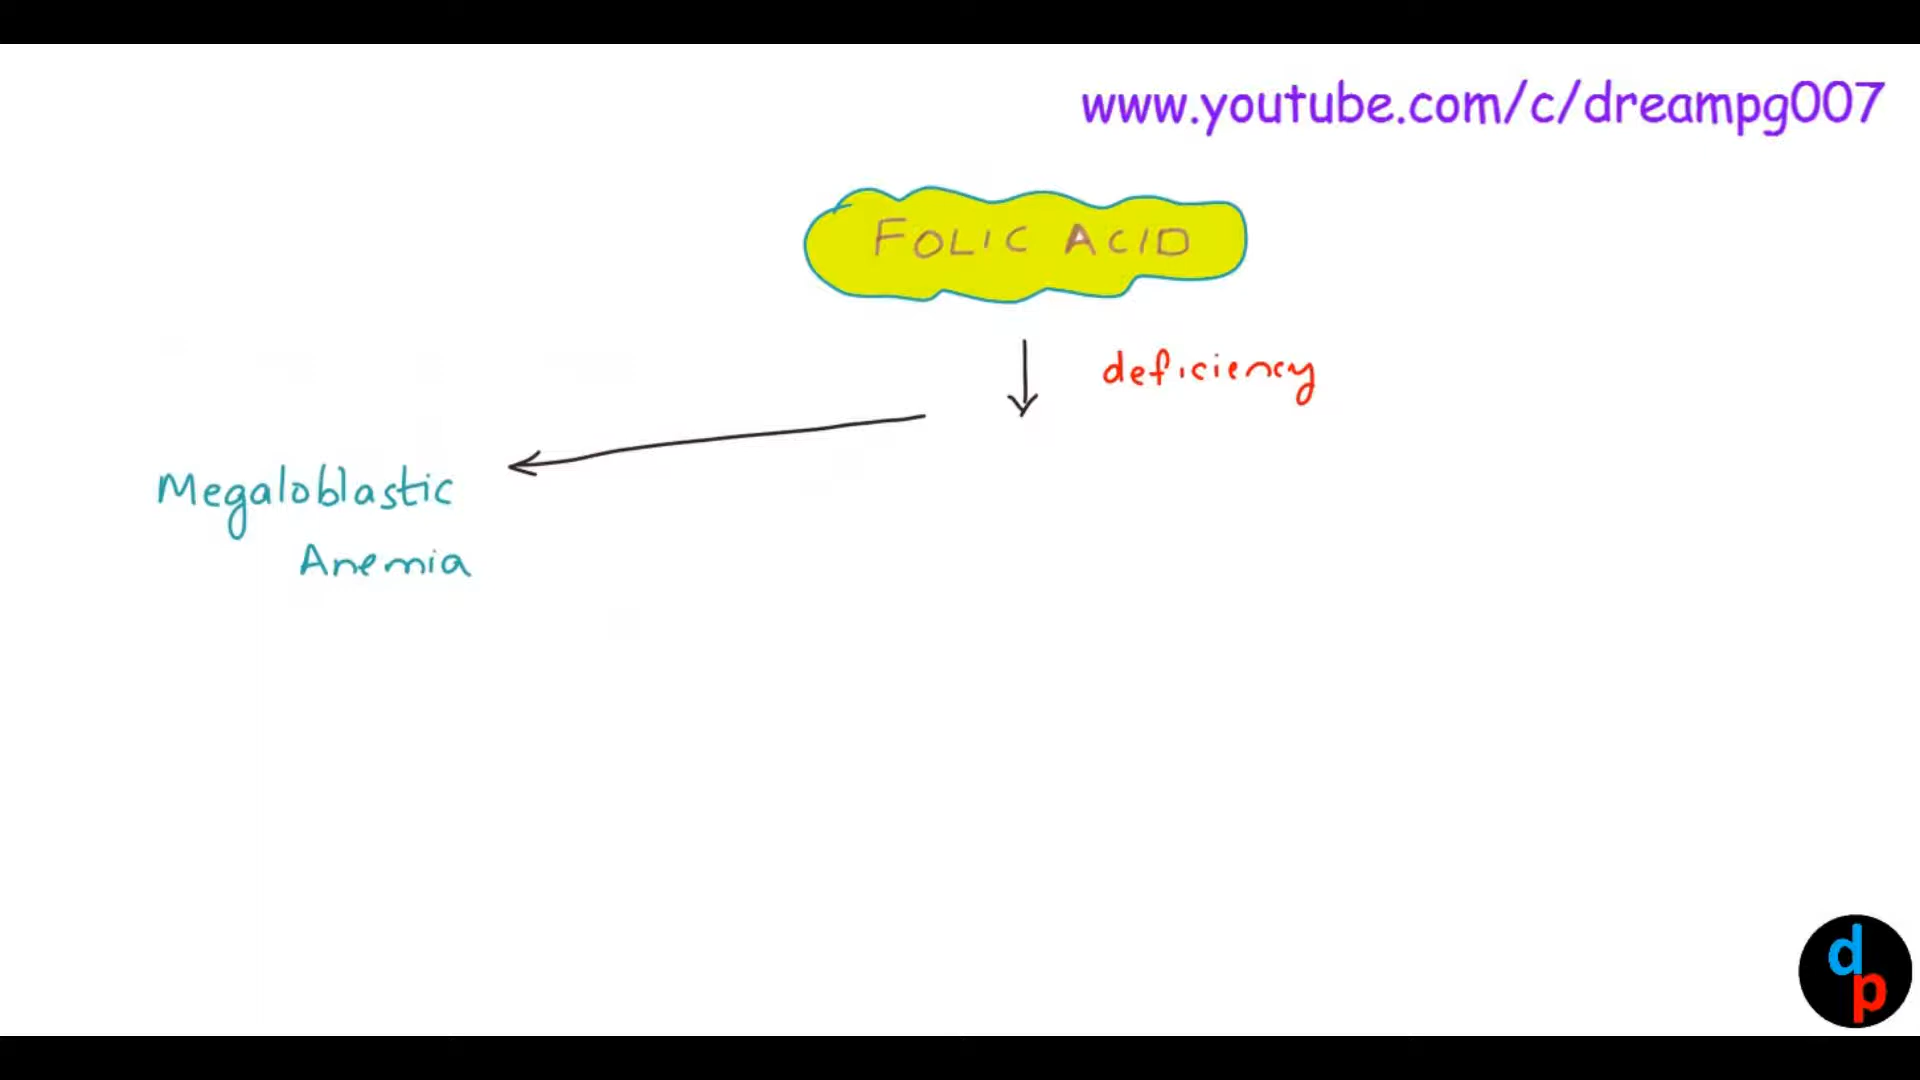 www.youtube.com/c/dreampg007
FOLIC ACID
deficiency
Megaloblastic
Anemia
dp